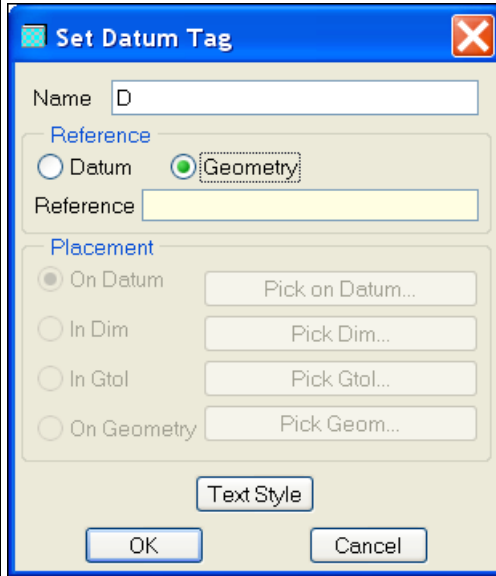 Set Datum Tag
Name D
Reference
Datum Geometry
Reference
Placement
On Datum Pick on Datum...
In Dim Pick Dim...
In Gtol Pick Gtol...
On Geometry Pick Geom...
Text Style
OK Cancel